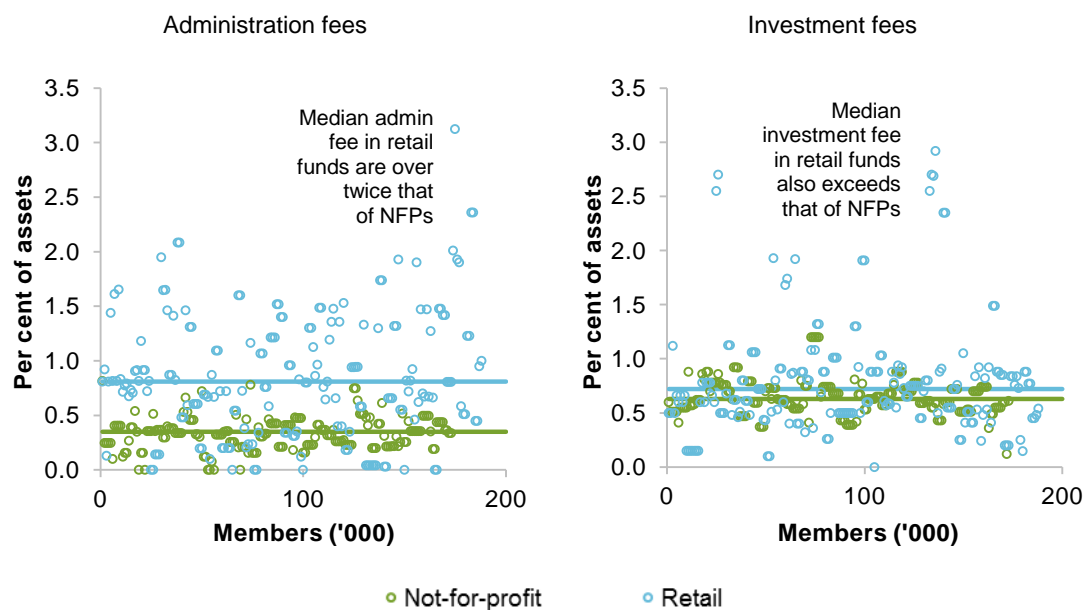 Administration fees
Per cent of assets
3.5
3.0
2.5
2.0
1.5
1.0
0.5
0.0
Median admin
fee in retail
funds are over
twice that
of NFPs
0
100
200
Members ('000)
Investment fees
Per cent of assets
3.5
3.0
2.5
2.0
1.5
1.0
0.5
0.0
Median
investment fee
in retail funds
also exceeds
that of NFPs
0
100
200
Members ('000)
Not-for-profit
Retail